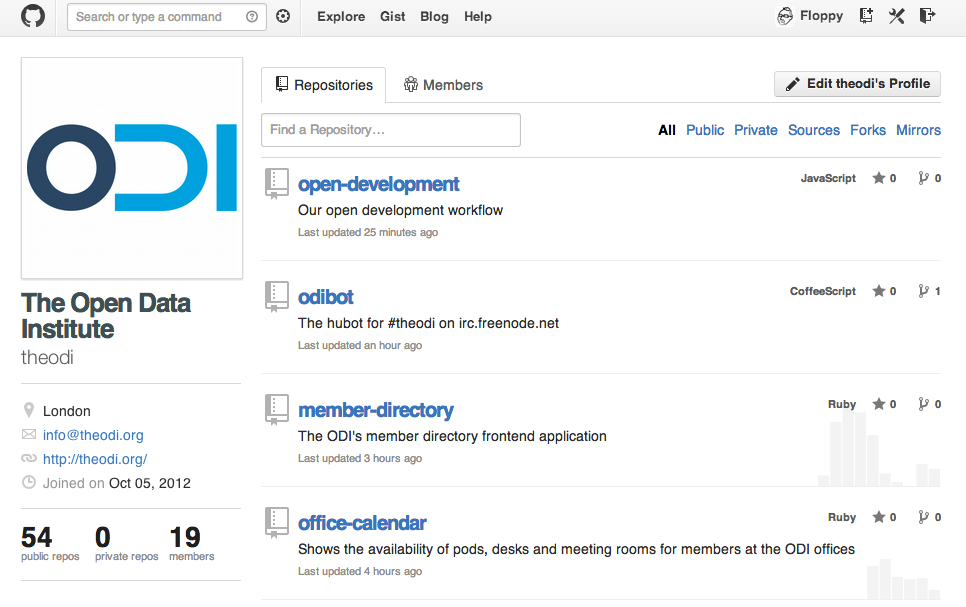 Search or type a command
Explore Gist Blog Help
Floppy
ODI
The Open Data
Institute
theodi
London
info@theodi.org
http://theodi.org/
Joined on Oct 05, 2012
54 0 19
public repos private repos members
Repositories Members
Edit theodi's Profile
Find a Repository...
All Public Private Sources Forks Mirrors
open-development
JavaScript 0 0
Our open development workflow
Last updated 25 minutes ago
odibot
CoffeeScript 0 1
The hubot for #theodi on irc.freenode.net
Last updated an hour ago
member-directory
Ruby 0 0
The ODI's member directory frontend application
Last updated 3 hours ago
office-calendar
Ruby 0 0
Shows the availability of pods, desks and meeting rooms for members at the ODI offices
Last updated 4 hours ago